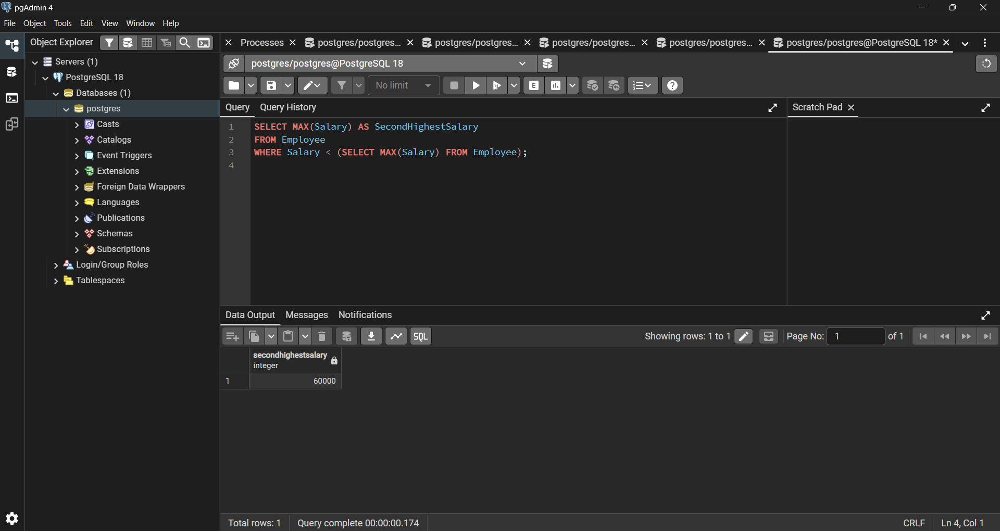 pgAdmin 4
File Object Tools Edit View Window Help
Object Explorer
Processes postgres/postgres... postgres/postgres... postgres/postgres... postgres/postgres... postgres/postgres@PostgreSQL 18*
Servers (1)
PostgreSQL 18
Databases (1)
postgres
Casts
Catalogs
Event Triggers
Extensions
Foreign Data Wrappers
Languages
Publications
Schemas
Subscriptions
Login/Group Roles
Tablespaces
postgres/postgres@PostgreSQL 18
No limit
E
Query Query History
Scratch Pad
1 SELECT MAX(Salary) AS SecondHighestSalary
2 FROM Employee
3 WHERE Salary < (SELECT MAX(Salary) FROM Employee);
4
Data Output Messages Notifications
SQL
Showing rows: 1 to 1
Page No: 1 of 1
secondhighestsalary
integer
1 60000
Total rows: 1 Query complete 00:00:00.174
CRLF Ln 4, Col 1